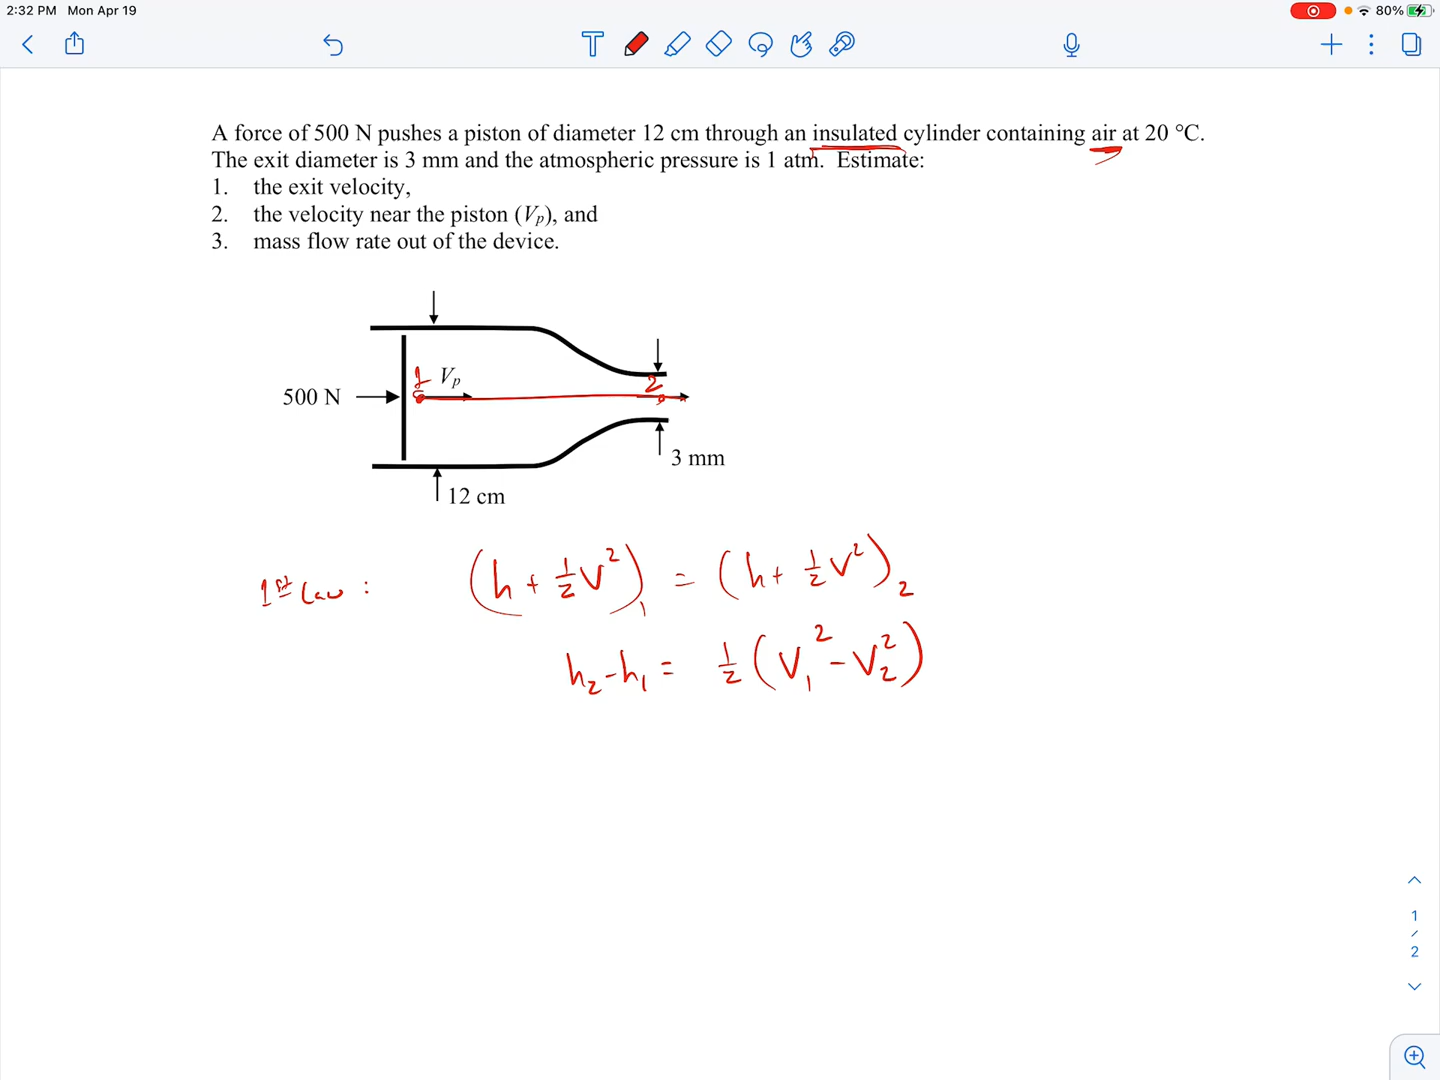 2:32 PM Mon Apr 19
80%
A force of 500 N pushes a piston of diameter 12 cm through an insulated cylinder containing air at 20 °C.
The exit diameter is 3 mm and the atmospheric pressure is 1 atm. Estimate:
1. the exit velocity,
2. the velocity near the piston (Vₚ), and
3. mass flow rate out of the device.
1 Vₚ
2
500 N
3 mm
12 cm
1st Law : (h + ½V²)₁ = (h + ½V²)₂
h₂-h₁ = ½(V₁² - V₂²)
1
/
2